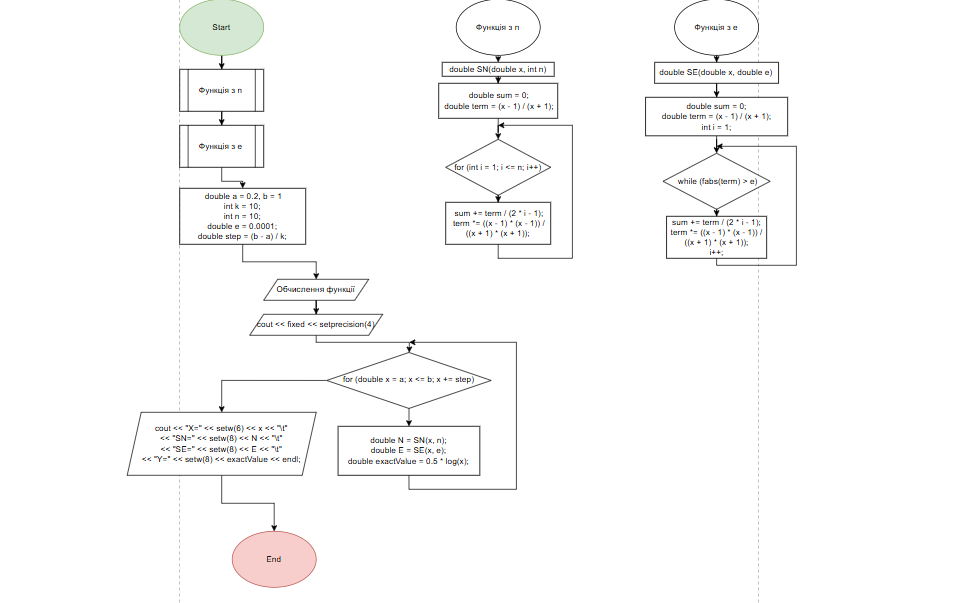 Start
Функція з n
Функція з e
double a = 0.2, b = 1
int k = 10;
int n = 10;
double e = 0.0001;
double step = (b - a) / k;
Обчислення функції
cout << fixed << setprecision(4)
for (double x = a; x <= b; x += step)
cout << "X=" << setw(6) << x << "\t"
<< "SN=" << setw(8) << N << "\t"
<< "SE=" << setw(8) << E << "\t"
<< "Y=" << setw(8) << exactValue << endl;
double N = SN(x, n);
double E = SE(x, e);
double exactValue = 0.5 * log(x);
End
Функція з n
double SN(double x, int n)
double sum = 0;
double term = (x - 1) / (x + 1);
for (int i = 1; i <= n; i++)
sum += term / (2 * i - 1);
term *= ((x - 1) * (x - 1)) /
((x + 1) * (x + 1));
Функція з e
double SE(double x, double e)
double sum = 0;
double term = (x - 1) / (x + 1);
int i = 1;
while (fabs(term) > e)
sum += term / (2 * i - 1);
term *= ((x - 1) * (x - 1)) /
((x + 1) * (x + 1));
i++;